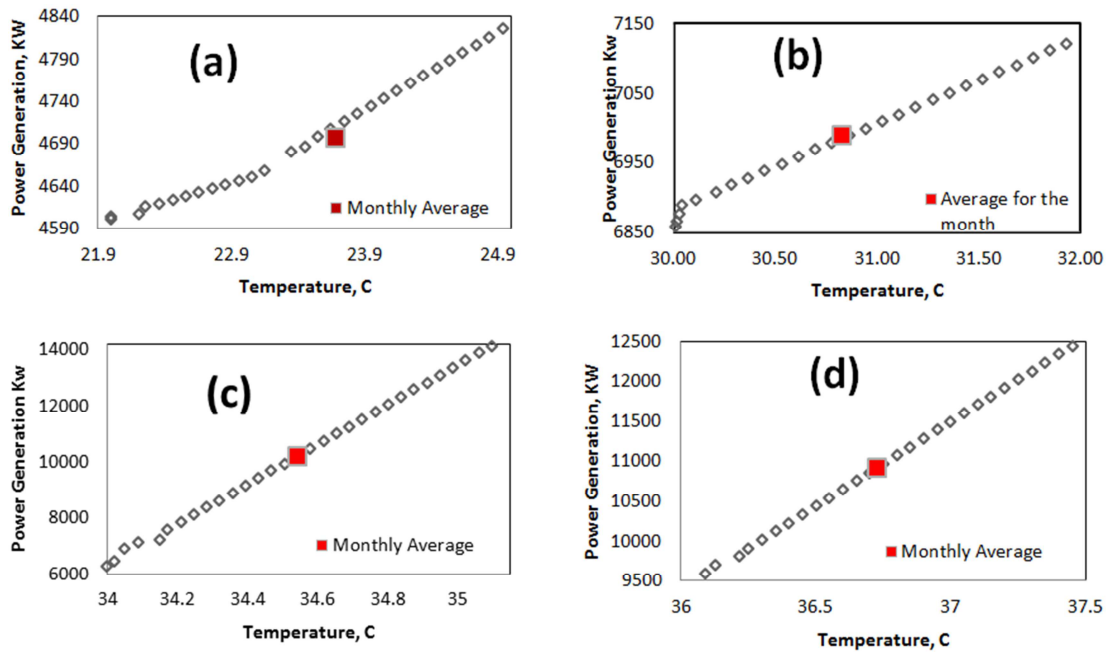 (a)
Power Generation, KW
4840
4790
4740
4690
4640
4590
21.9
22.9
23.9
24.9
Monthly Average
Temperature, C
(b)
Power Generation Kw
7150
7050
6950
6850
30.00
30.50
31.00
31.50
32.00
Average for the
month
Temperature, C
(c)
Power Generation Kw
14000
12000
10000
8000
6000
34
34.2
34.4
34.6
34.8
35
Monthly Average
Temperature, C
(d)
Power Generation, KW
12500
12000
11500
11000
10500
10000
9500
36
36.5
37
37.5
Monthly Average
Temperature, C